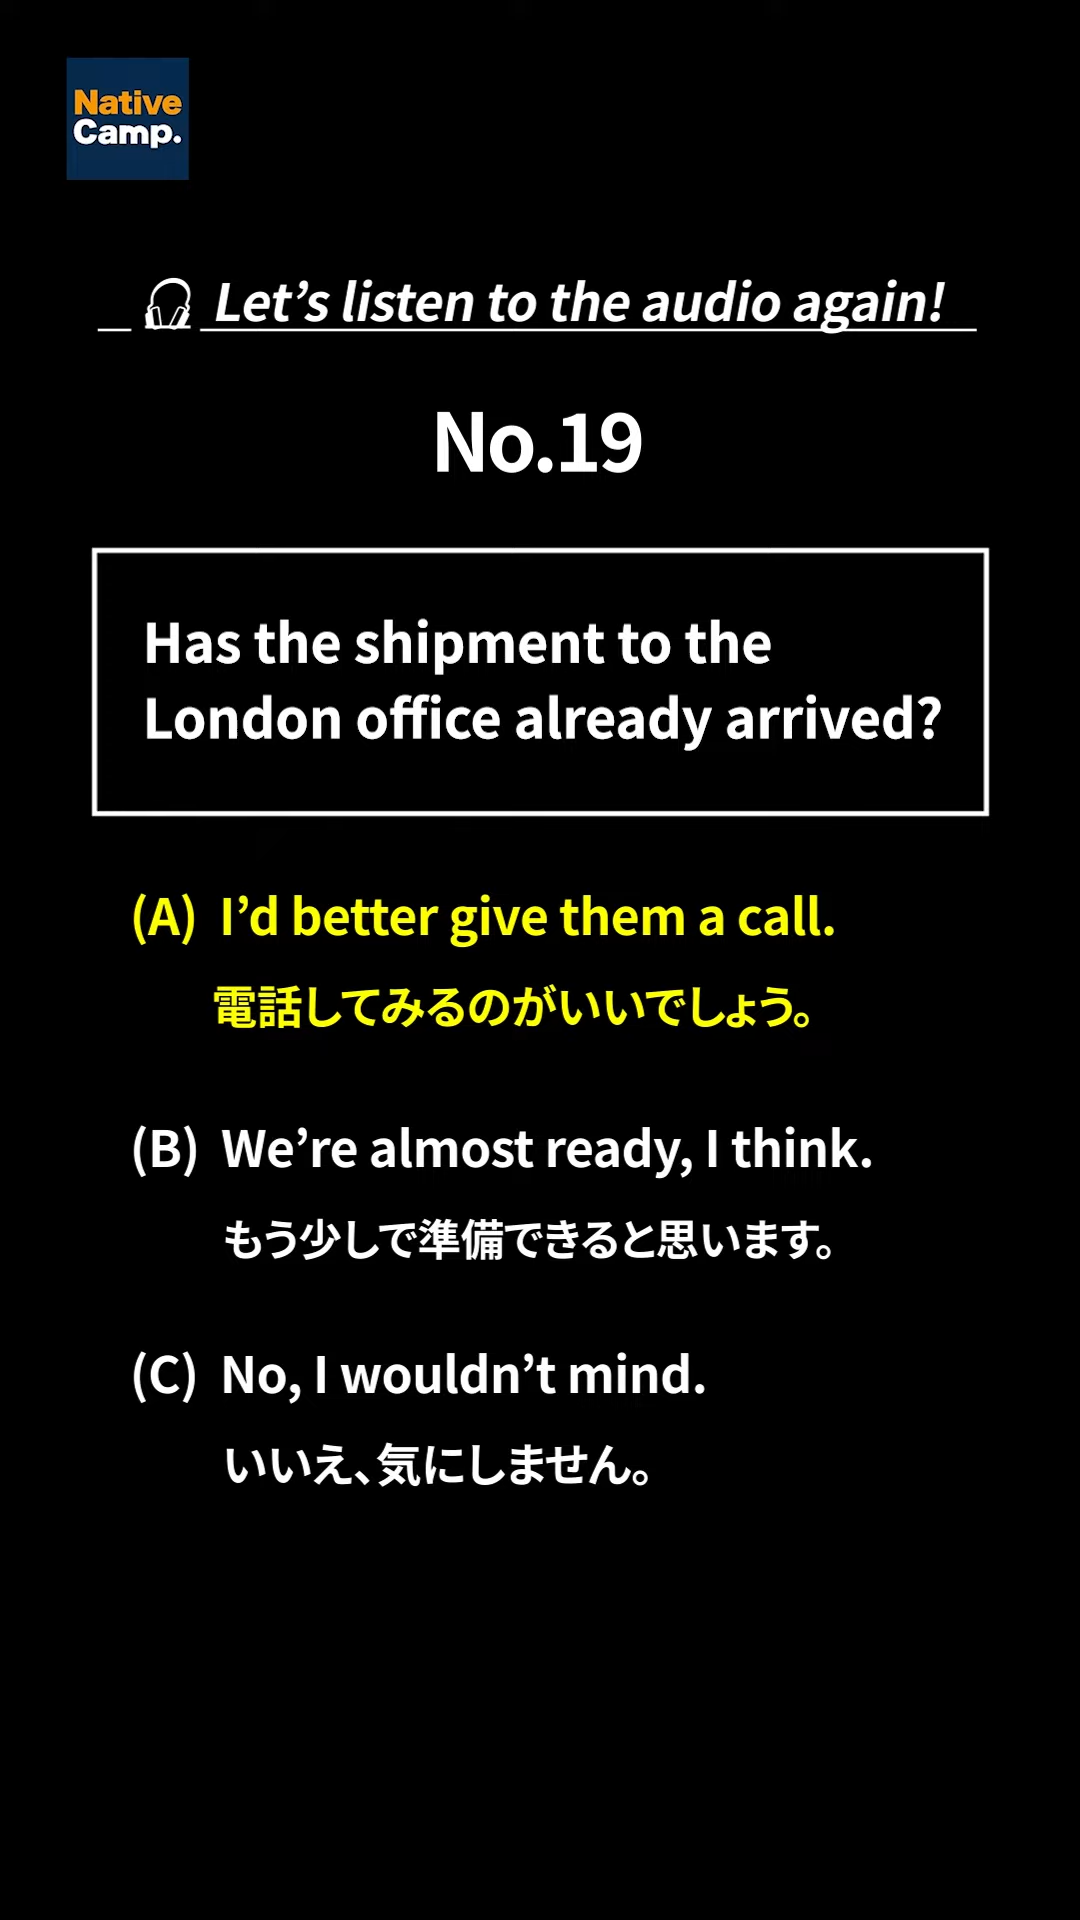 Native
Camp.
Let's listen to the audio again!
No.19
Has the shipment to the
London office already arrived?
(A) I'd better give them a call.
電話してみるのがいいでしょう。
(B) We're almost ready, I think.
もう少しで準備できると思います。
(C) No, I wouldn't mind.
いいえ、気にしません。